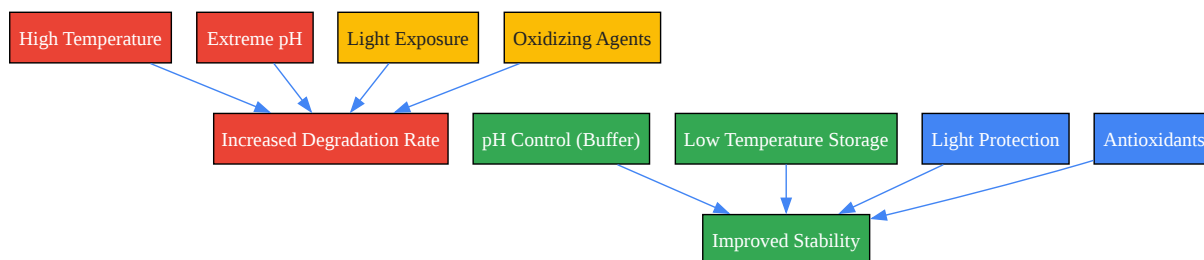 High Temperature
Extreme pH
Light Exposure
Oxidizing Agents
Increased Degradation Rate
pH Control (Buffer)
Low Temperature Storage
Light Protection
Antioxidants
Improved Stability